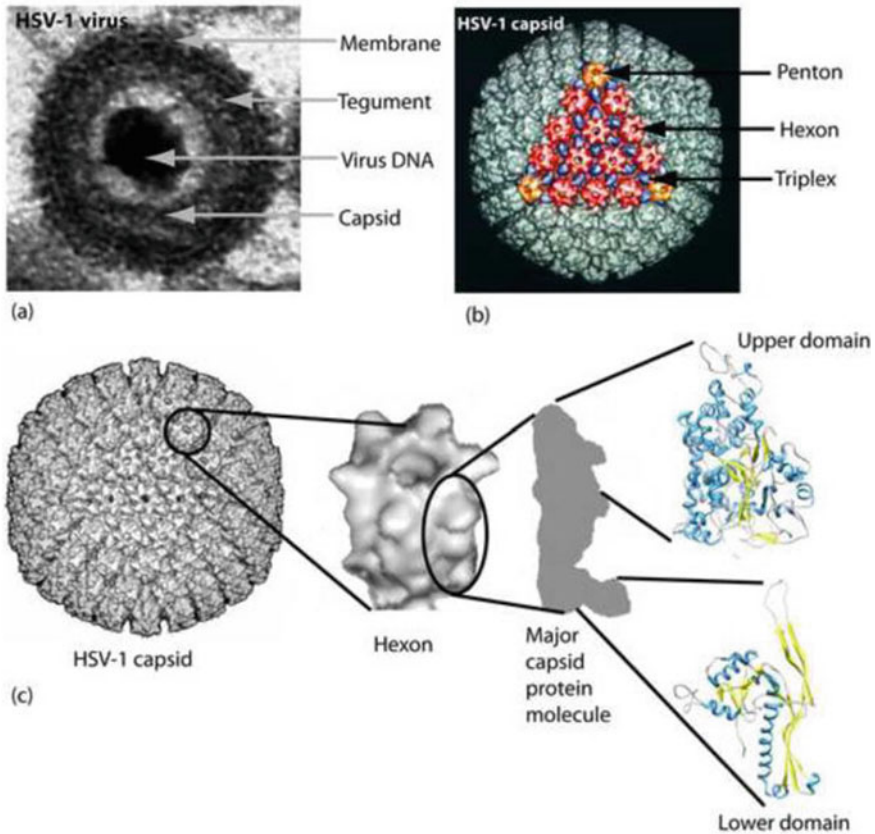 HSV-1 virus
Membrane
Tegument
Virus DNA
Capsid
(a)
HSV-1 capsid
Penton
Hexon
Triplex
(b)
Upper domain
HSV-1 capsid
Hexon
Major
capsid
protein
molecule
(c)
Lower domain